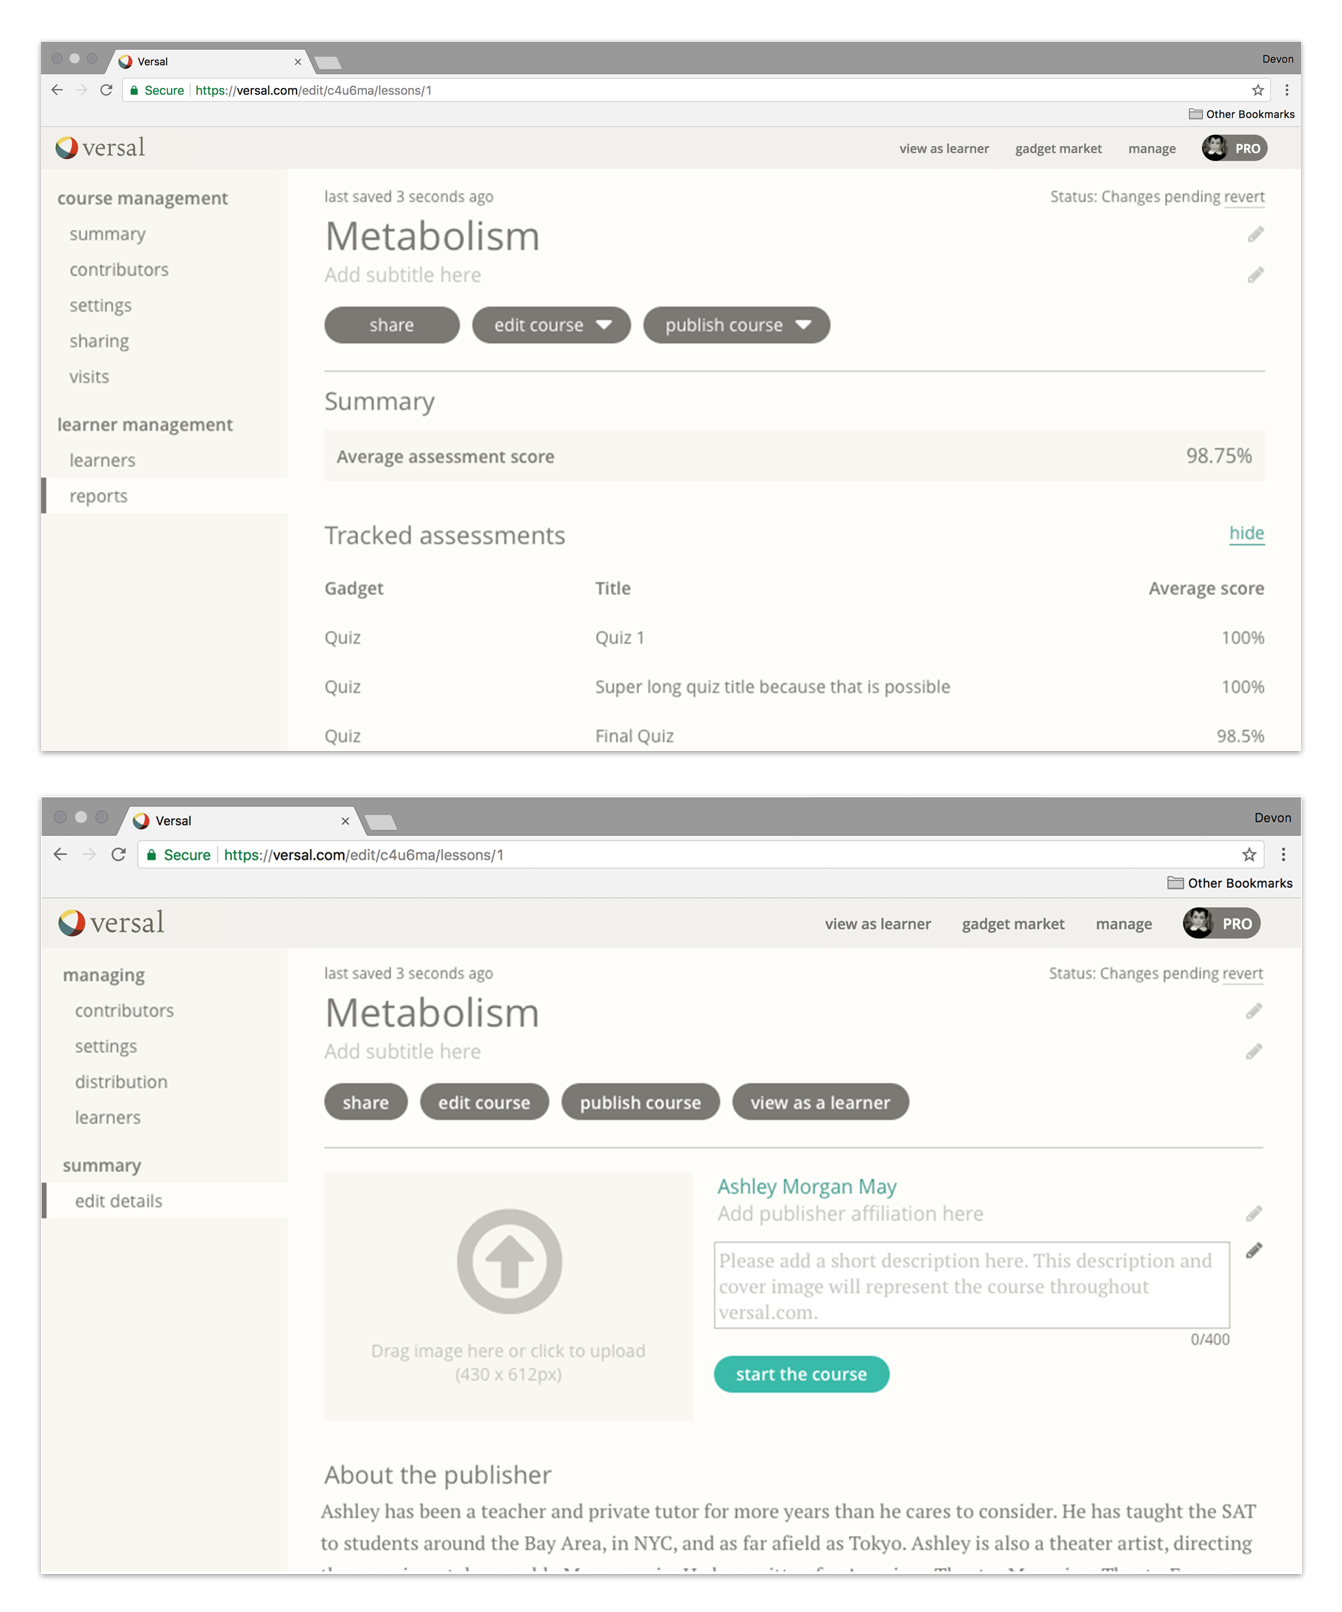 Versal
Devon
Secure https://versal.com/edit/c4u6ma/lessons/1
Other Bookmarks
versal
view as learner gadget market manage PRO
course management
summary
contributors
settings
sharing
visits
learner management
learners
reports
last saved 3 seconds ago
Status: Changes pending revert
Metabolism
Add subtitle here
share edit course publish course
Summary
Average assessment score 98.75%
Tracked assessments hide
Gadget Title Average score
Quiz Quiz 1 100%
Quiz Super long quiz title because that is possible 100%
Quiz Final Quiz 98.5%
Versal
Devon
Secure https://versal.com/edit/c4u6ma/lessons/1
Other Bookmarks
versal
view as learner gadget market manage PRO
managing
contributors
settings
distribution
learners
summary
edit details
last saved 3 seconds ago
Status: Changes pending revert
Metabolism
Add subtitle here
share edit course publish course view as a learner
Drag image here or click to upload
(430 x 612px)
Ashley Morgan May
Add publisher affiliation here
Please add a short description here. This description and
cover image will represent the course throughout
versal.com.
0/400
start the course
About the publisher
Ashley has been a teacher and private tutor for more years than he cares to consider. He has taught the SAT
to students around the Bay Area, in NYC, and as far afield as Tokyo. Ashley is also a theater artist, directing